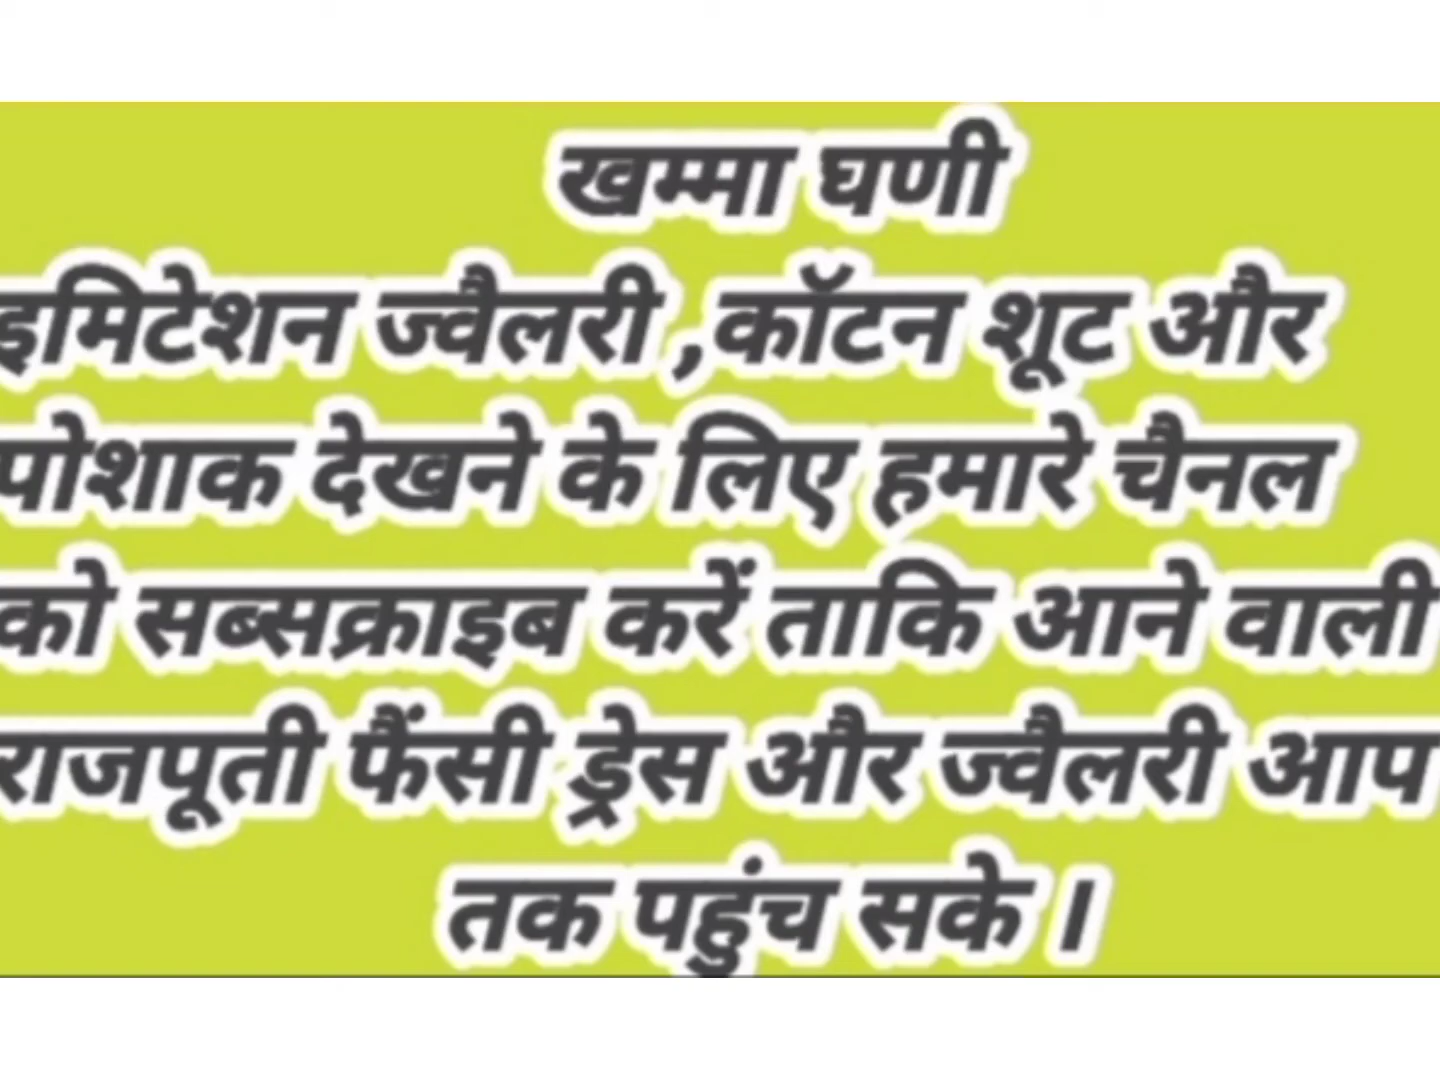 खम्मा घणी
इमिटेशन ज्वैलरी ,कॉटन शूट और
पोशाक देखने के लिए हमारे चैनल
को सब्सक्राइब करें ताकि आने वाली
राजपूती फैंसी ड्रेस और ज्वैलरी आप
तक पहुंच सके ।